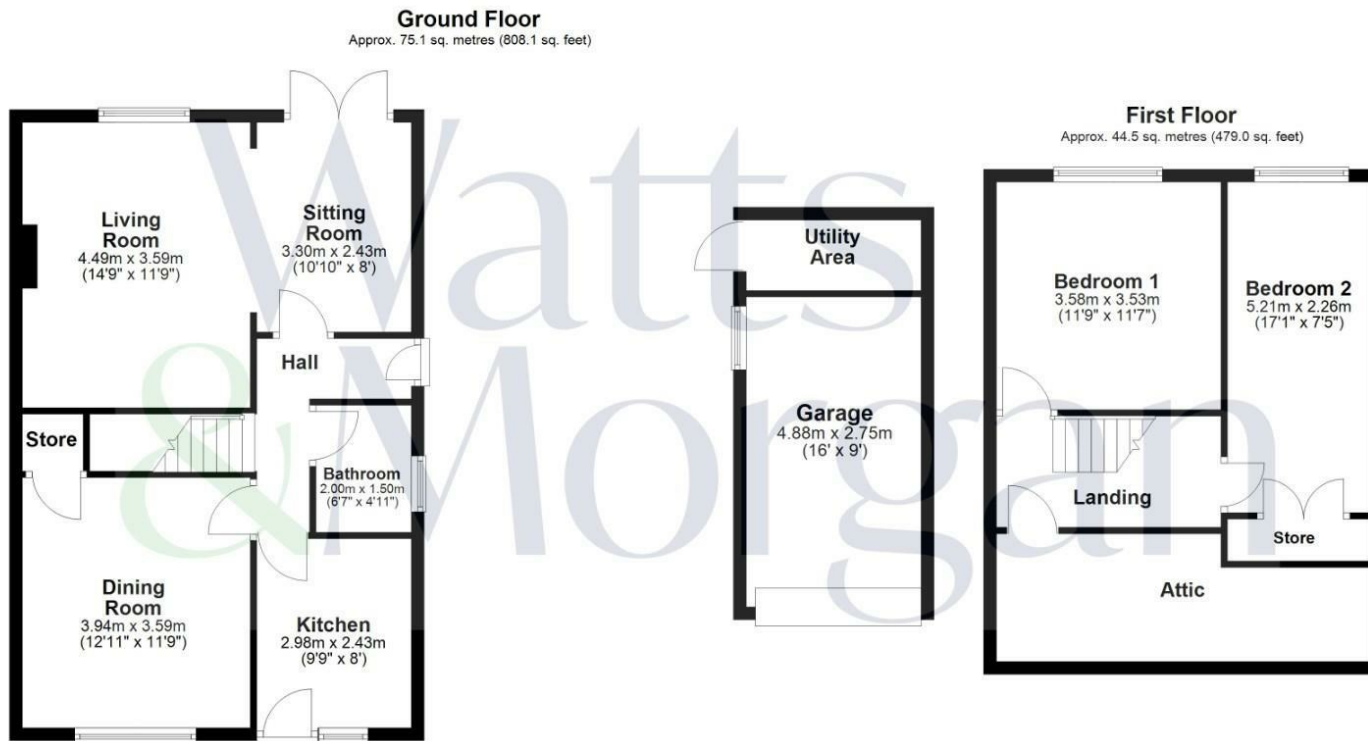 Ground Floor
Approx. 75.1 sq. metres (808.1 sq. feet)
Living
Room
4.49m x 3.59m
(14'9" x 11'9")
Sitting
Room
3.30m x 2.43m
(10'10" x 8')
Hall
Store
Bathroom
2.00m x 1.50m
(6'7" x 4'11")
Dining
Room
3.94m x 3.59m
(12'11" x 11'9")
Kitchen
2.98m x 2.43m
(9'9" x 8')
Utility
Area
Garage
4.88m x 2.75m
(16' x 9')
First Floor
Approx. 44.5 sq. metres (479.0 sq. feet)
Bedroom 1
3.58m x 3.53m
(11'9" x 11'7")
Bedroom 2
5.21m x 2.26m
(17'1" x 7'5")
Landing
Store
Attic
Watts
&Morgan